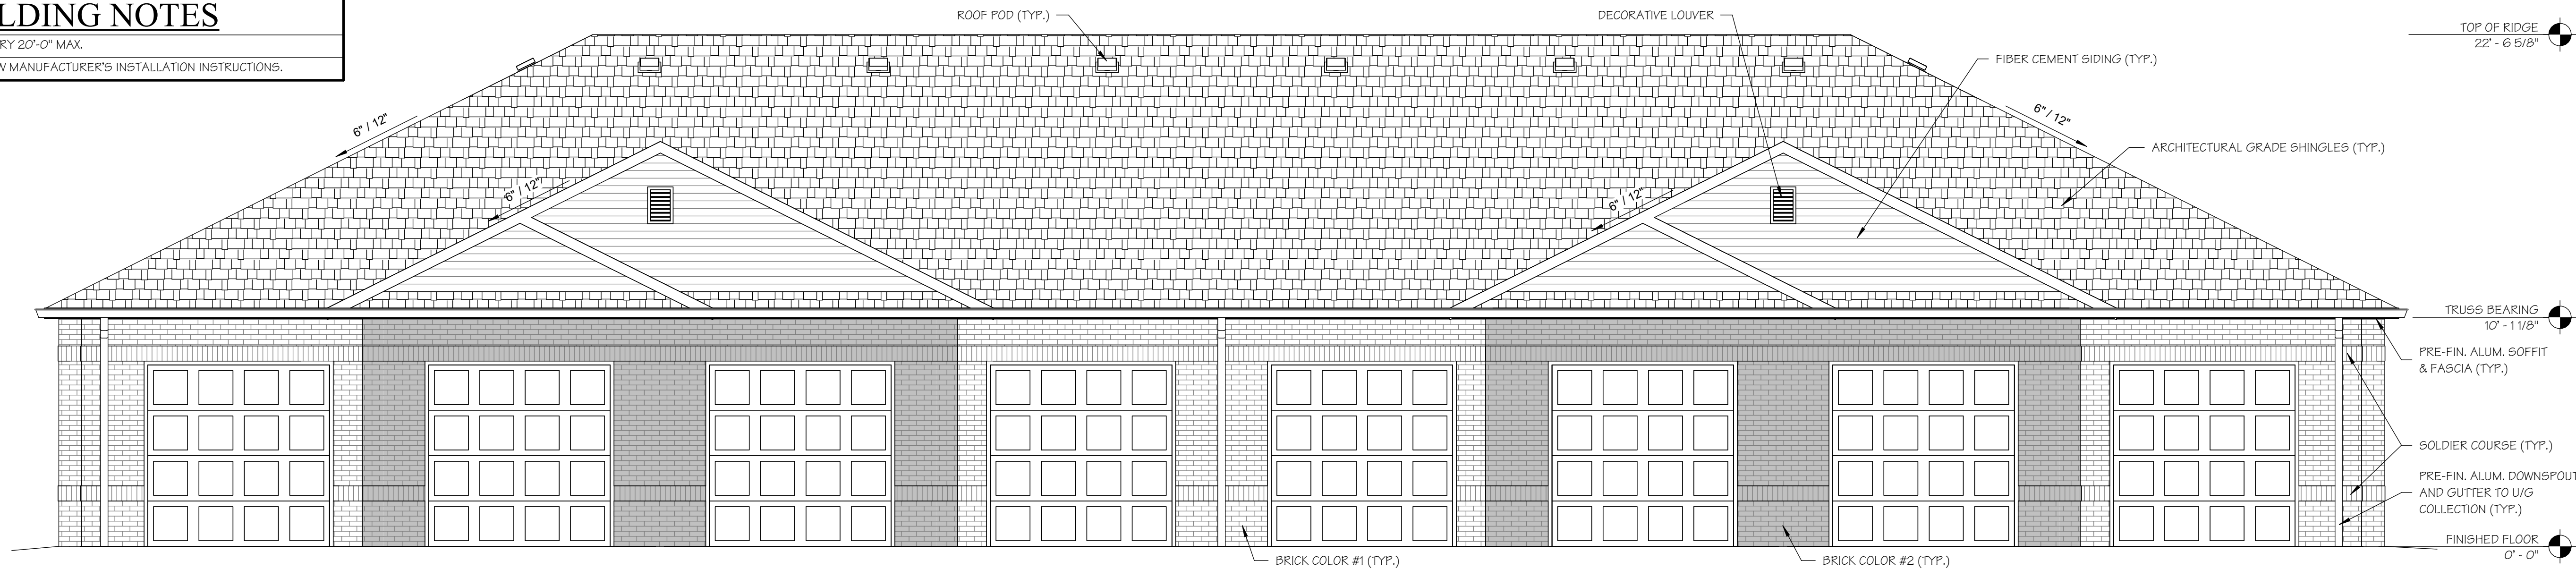 LDING NOTES
RY 20'-0" MAX.
W MANUFACTURER'S INSTALLATION INSTRUCTIONS.
ROOF POD (TYP.)
DECORATIVE LOUVER
FIBER CEMENT SIDING (TYP.)
TOP OF RIDGE
22' - 6 5/8"
6" / 12"
6" / 12"
ARCHITECTURAL GRADE SHINGLES (TYP.)
6" / 12"
6" / 12"
TRUSS BEARING
10' - 1 1/8"
PRE-FIN. ALUM. SOFFIT
& FASCIA (TYP.)
SOLDIER COURSE (TYP.)
PRE-FIN. ALUM. DOWNSPOUT
AND GUTTER TO U/G
COLLECTION (TYP.)
FINISHED FLOOR
0' - 0"
BRICK COLOR #1 (TYP.)
BRICK COLOR #2 (TYP.)